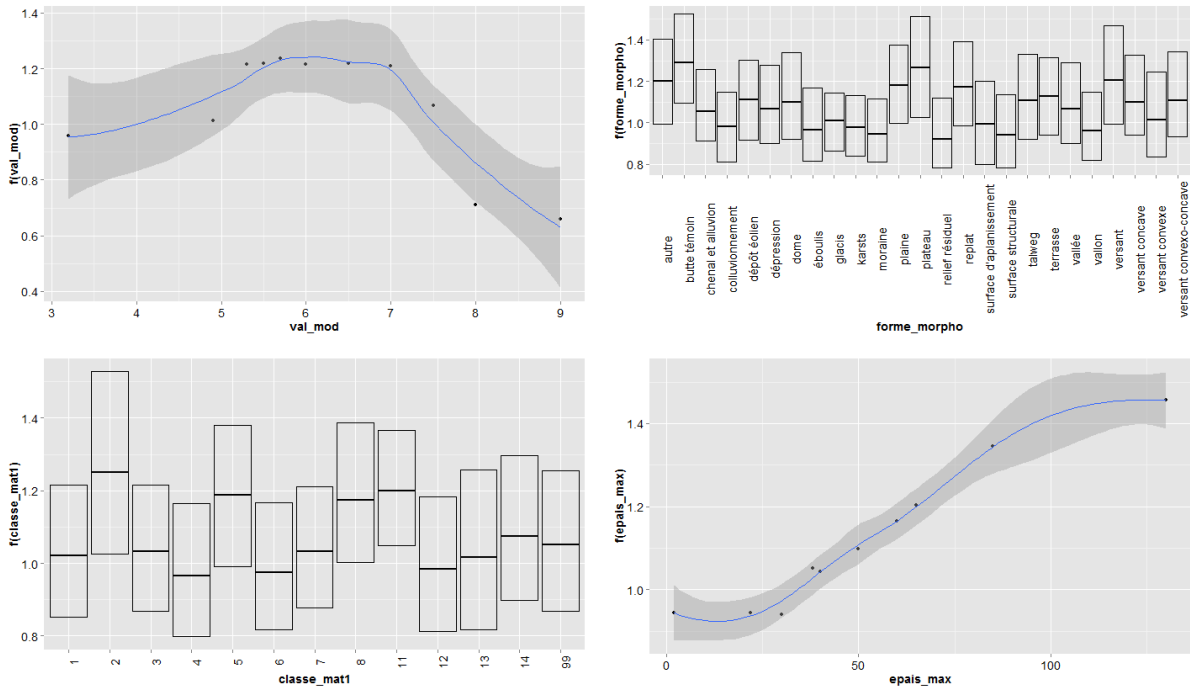 f(val_mod)
1.4
1.2
1.0
0.8
0.6
0.4
3 4 5 6 7 8 9
val_mod
f(forme_morpho)
1.4
1.2
1.0
0.8
autre
butte témoin
chenal et alluvion
colluvionnement
dépôt éolien
dépression
dome
éboulis
glacis
karsts
moraine
plaine
plateau
relief résiduel
replat
surface d'aplanissement
surface structurale
talweg
terrasse
vallée
vallon
versant
versant concave
versant convexe
versant convexo-concave
forme_morpho
f(classe_mat1)
1.4
1.2
1.0
0.8
1 2 3 4 5 6 7 8 11 12 13 14 99
classe_mat1
f(epais_max)
1.4
1.2
1.0
0 50 100
epais_max